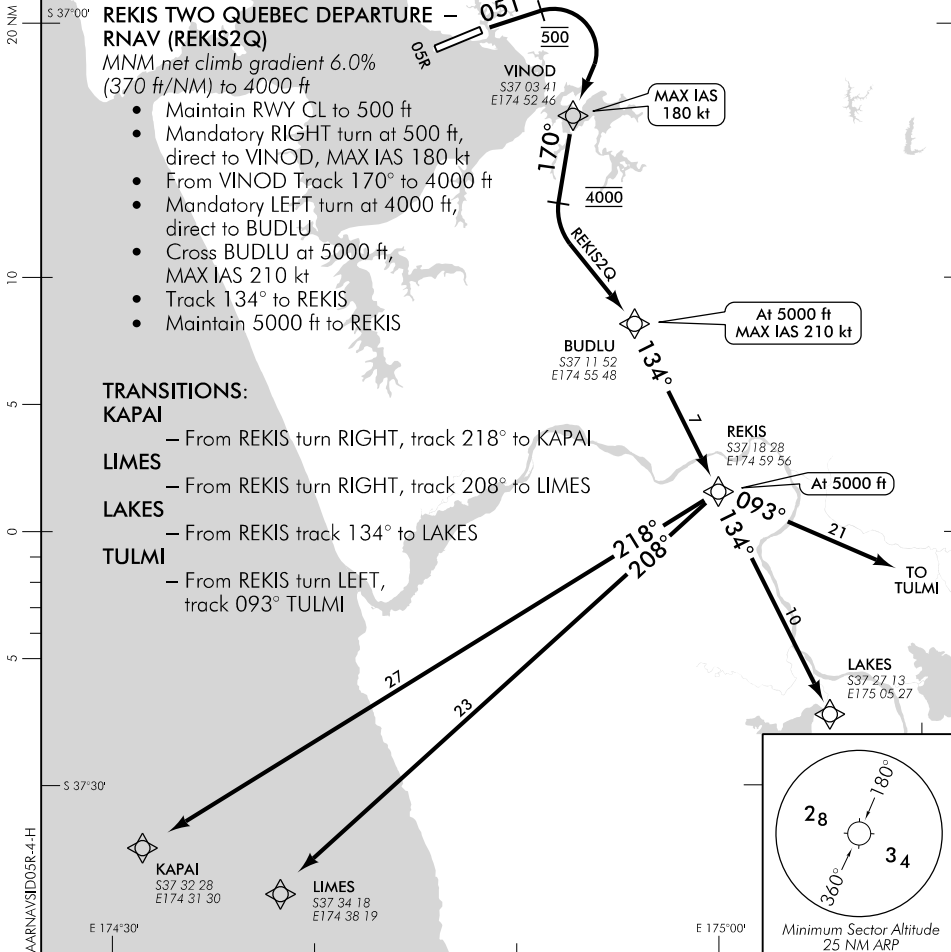 20 NM
S 37°00'
REKIS TWO QUEBEC DEPARTURE –
RNAV (REKIS2Q)
MNM net climb gradient 6.0%
(370 ft/NM) to 4000 ft
• Maintain RWY CL to 500 ft
• Mandatory RIGHT turn at 500 ft,
direct to VINOD, MAX IAS 180 kt
• From VINOD Track 170° to 4000 ft
• Mandatory LEFT turn at 4000 ft,
direct to BUDLU
• Cross BUDLU at 5000 ft,
MAX IAS 210 kt
• Track 134° to REKIS
• Maintain 5000 ft to REKIS
TRANSITIONS:
KAPAI
– From REKIS turn RIGHT, track 218° to KAPAI
LIMES
– From REKIS turn RIGHT, track 208° to LIMES
LAKES
– From REKIS track 134° to LAKES
TULMI
– From REKIS turn LEFT,
track 093° TULMI
051
05R
500
VINOD
S37 03 41
E174 52 46
MAX IAS
180 kt
170°
4000
REKIS2Q
At 5000 ft
MAX IAS 210 kt
BUDLU
S37 11 52
E174 55 48
134°
7
REKIS
S37 18 28
E174 59 56
At 5000 ft
093°
21
TO
TULMI
134°
10
218°
208°
27
23
LAKES
S37 27 13
E175 05 27
10
5
0
5
S 37°30'
KAPAI
S37 32 28
E174 31 30
LIMES
S37 34 18
E174 38 19
E 174°30'
E 175°00'
180°
28
34
360°
Minimum Sector Altitude
25 NM ARP
AARNAVSID05R-4-H